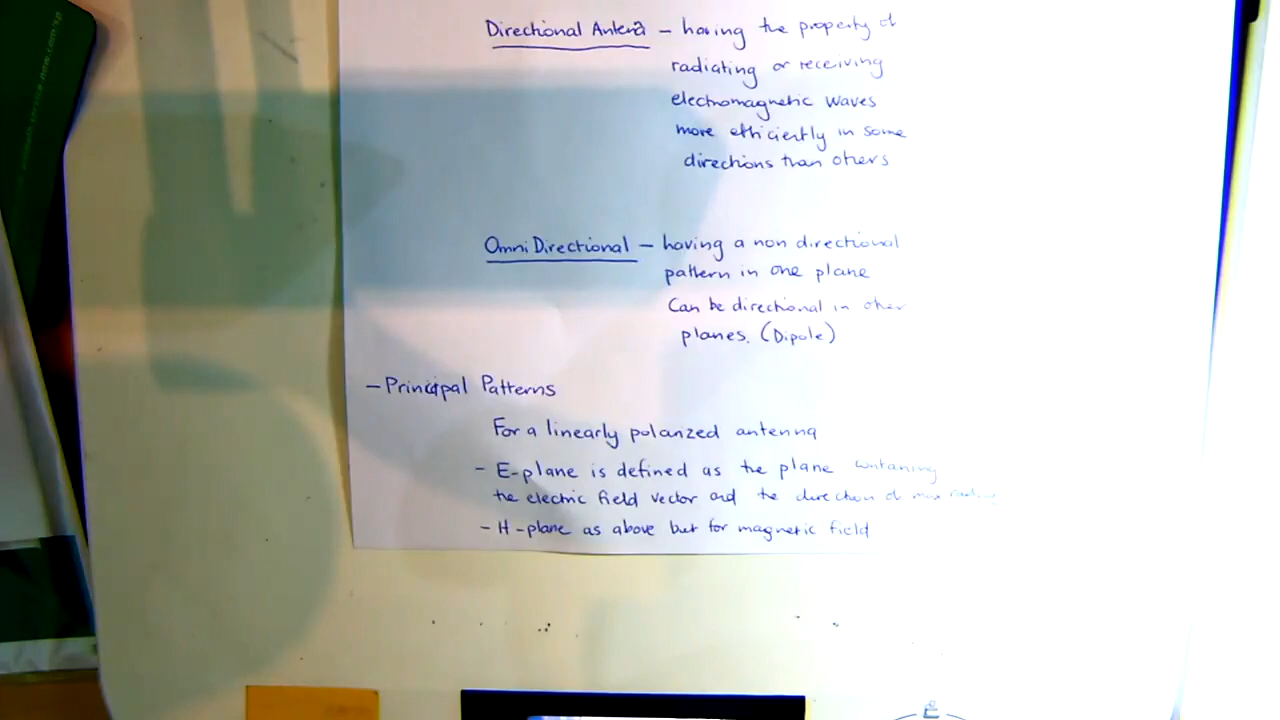 Directional Antenā - having the property of
radiating or receiving
electromagnetic waves
more efficiently in some
directions than others
Omni Directional - having a non directional
pattern in one plane
Can be directional in other
planes. (Dipole)
- Principal Patterns
For a linearly polarized antenna
- E-plane is defined as the plane containing
the electric field vector and the direction of max
- H-plane as above but for magnetic field